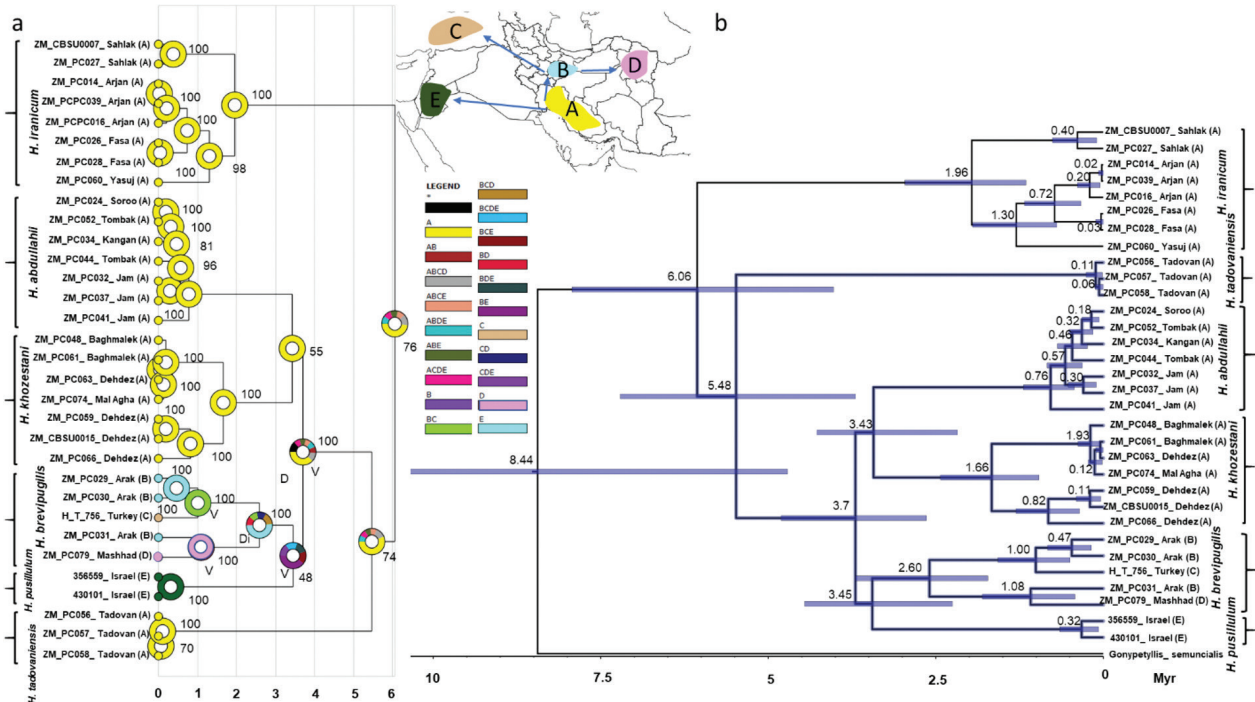 a
ZM_CBSU0007_ Sahlak (A)
ZM_PC027_ Sahlak (A)
ZM_PC014_ Arjan (A)
ZM_PCPC039_ Arjan (A)
ZM_PCPC016_ Arjan (A)
ZM_PC026_ Fasa (A)
ZM_PC028_ Fasa (A)
ZM_PC060_ Yasuj (A)
ZM_PC024_ Soroo (A)
ZM_PC052_ Tombak (A)
ZM_PC034_ Kangan (A)
ZM_PC044_ Tombak (A)
ZM_PC032_ Jam (A)
ZM_PC037_ Jam (A)
ZM_PC041_ Jam (A)
ZM_PC048_ Baghmalek (A)
ZM_PC061_ Baghmalek (A)
ZM_PC063_ Dehdez (A)
ZM_PC074_ Mal Agha (A)
ZM_PC059_ Dehdez (A)
ZM_CBSU0015_ Dehdez (A)
ZM_PC066_ Dehdez (A)
ZM_PC029_ Arak (B)
ZM_PC030_ Arak (B)
H_T_756_ Turkey (C)
ZM_PC031_ Arak (B)
ZM_PC079_ Mashhad (D)
356559_ Israel (E)
430101_ Israel (E)
ZM_PC056_ Tadovan (A)
ZM_PC057_ Tadovan (A)
ZM_PC058_ Tadovan (A)
H. iranicum
H. abdullahii
H. khozestani
H. brevipugilis
H. pusillulum
H. tadovaniensis
100
100
100
100
100
98
100
100
81
96
100
55
100
100
100
100
76
100
V
Di
100
100
V
100
Di
100
V
48
V
100
74
100
70
0 1 2 3 4 5 6
C
B
D
E
A
LEGEND
*
A
AB
ABCD
ABCE
ABDE
ABE
ACDE
B
BC
BCD
BCDE
BCE
BD
BDE
BE
C
CD
CDE
D
E
b
ZM_CBSU0007_ Sahlak (A)
ZM_PC027_ Sahlak (A)
ZM_PC014_ Arjan (A)
ZM_PC039_ Arjan (A)
ZM_PC016_ Arjan (A)
ZM_PC026_ Fasa (A)
ZM_PC028_ Fasa (A)
ZM_PC060_ Yasuj (A)
ZM_PC056_ Tadovan (A)
ZM_PC057_ Tadovan (A)
ZM_PC058_ Tadovan (A)
ZM_PC024_ Soroo (A)
ZM_PC052_ Tombak (A)
ZM_PC034_ Kangan (A)
ZM_PC044_ Tombak (A)
ZM_PC032_ Jam (A)
ZM_PC037_ Jam (A)
ZM_PC041_ Jam (A)
ZM_PC048_ Baghmalek (A)
ZM_PC061_ Baghmalek (A)
ZM_PC063_ Dehdez (A)
ZM_PC074_ Mal Agha (A)
ZM_PC059_ Dehdez (A)
ZM_CBSU0015_ Dehdez (A)
ZM_PC066_ Dehdez (A)
ZM_PC029_ Arak (B)
ZM_PC030_ Arak (B)
H_T_756_ Turkey (C)
ZM_PC031_ Arak (B)
ZM_PC079_ Mashhad (D)
356559_ Israel (E)
430101_ Israel (E)
Gonypetyllis_ semuncialis
H. iranicum
H. tadovaniensis
H. abdullahii
H. khozestani
H. brevipugilis
H. pusillulum
0.40
1.96
0.02
0.20
0.72
1.30
0.03
6.06
0.11
0.06
5.48
0.18
0.32
0.46
0.57
0.76
0.30
3.43
1.93
0.12
1.66
0.11
0.82
8.44
3.7
0.47
1.00
2.60
1.08
3.45
0.32
10 7.5 5 2.5 0 Myr